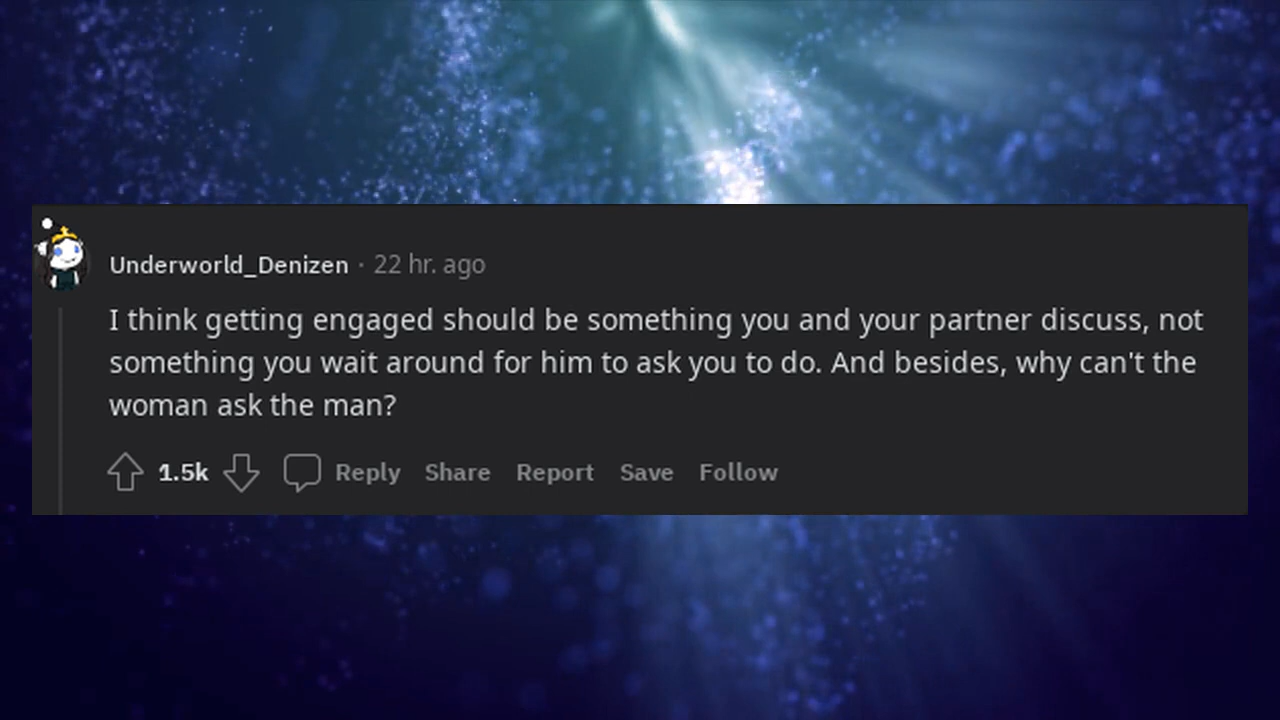 Underworld_Denizen · 22 hr. ago
I think getting engaged should be something you and your partner discuss, not
something you wait around for him to ask you to do. And besides, why can't the
woman ask the man?
1.5k Reply Share Report Save Follow